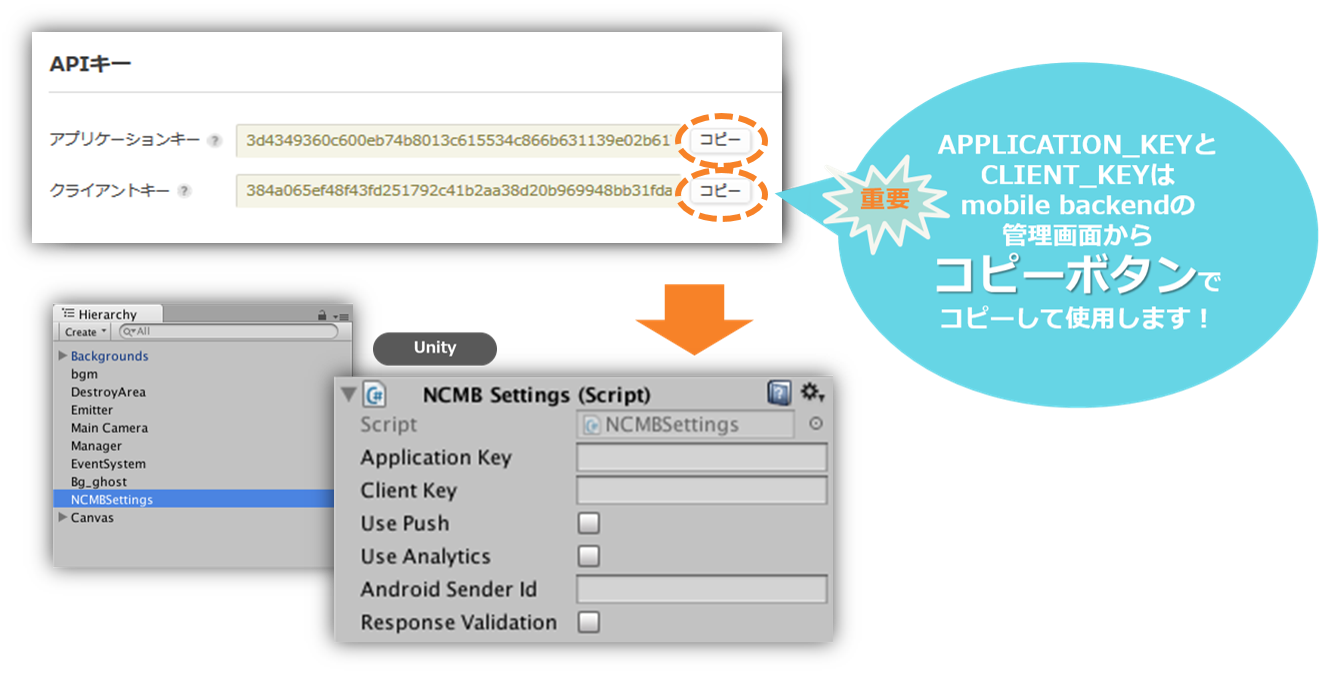 APIキー
アプリケーションキー ? 3d4349360c600eb74b8013c615534c866b631139e02b61 コピー
クライアントキー ? 384a065ef48f43fd251792c41b2aa38d20b969948bb31fda コピー
重要
APPLICATION_KEYと
CLIENT_KEYは
mobile backendの
管理画面から
コピーボタンで
コピーして使用します！
Hierarchy
Create All
Backgrounds
bgm
DestroyArea
Emitter
Main Camera
Manager
EventSystem
Bg_ghost
NCMBSettings
Canvas
Unity
NCMB Settings (Script)
Script NCMBSettings
Application Key
Client Key
Use Push
Use Analytics
Android Sender Id
Response Validation